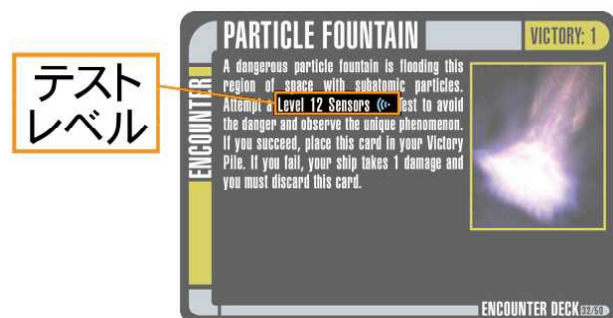 テスト
レベル
PARTICLE FOUNTAIN
VICTORY: 1
ENCOUNTER
A dangerous particle fountain is flooding this
region of space with subatomic particles.
Attempt a Level 12 Sensors Test to avoid
the danger and observe the unique phenomenon.
If you succeed, place this card in your Victory
Pile. If you fail, your ship takes 1 damage and
you must discard this card.
ENCOUNTER DECK 32/50